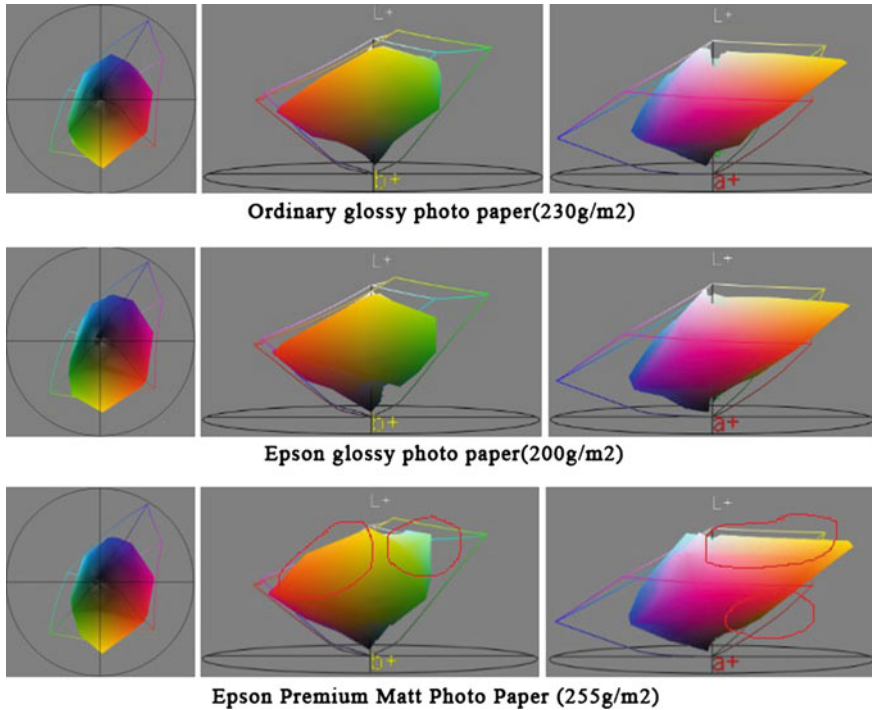 L+
L+
b+
a+
Ordinary glossy photo paper(230g/m2)
L+
L+
b+
a+
Epson glossy photo paper(200g/m2)
L+
L+
b+
a+
Epson Premium Matt Photo Paper (255g/m2)